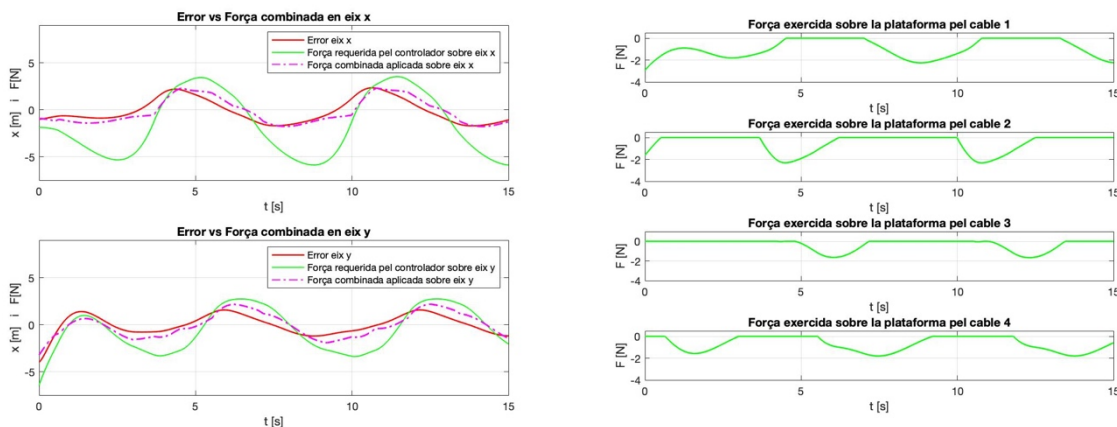 Error vs Força combinada en eix x
Error eix x
Força requerida pel controlador sobre eix x
Força combinada aplicada sobre eix x
x [m] i F[N]
5
0
-5
0 5 10 15
t [s]
Error vs Força combinada en eix y
Error eix y
Força requerida pel controlador sobre eix y
Força combinada aplicada sobre eix y
x [m] i F[N]
5
0
-5
0 5 10 15
t [s]
Força exercida sobre la plataforma pel cable 1
F [N]
0
-2
-4
0 5 10 15
t [s]
Força exercida sobre la plataforma pel cable 2
F [N]
0
-2
-4
0 5 10 15
t [s]
Força exercida sobre la plataforma pel cable 3
F [N]
0
-2
-4
0 5 10 15
t [s]
Força exercida sobre la plataforma pel cable 4
F [N]
0
-2
-4
0 5 10 15
t [s]